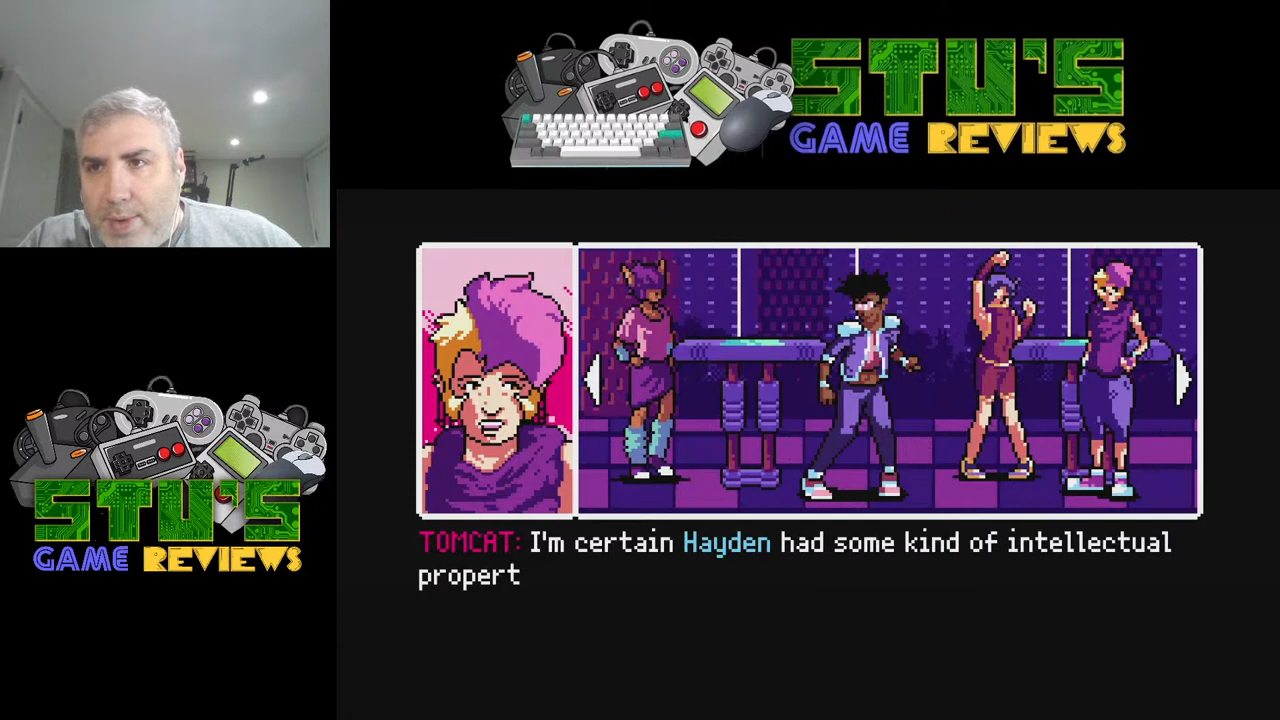 STU'S
GAME REVIEWS
TOMCAT: I'm certain Hayden had some kind of intellectual
propert
STU'S
GAME REVIEWS